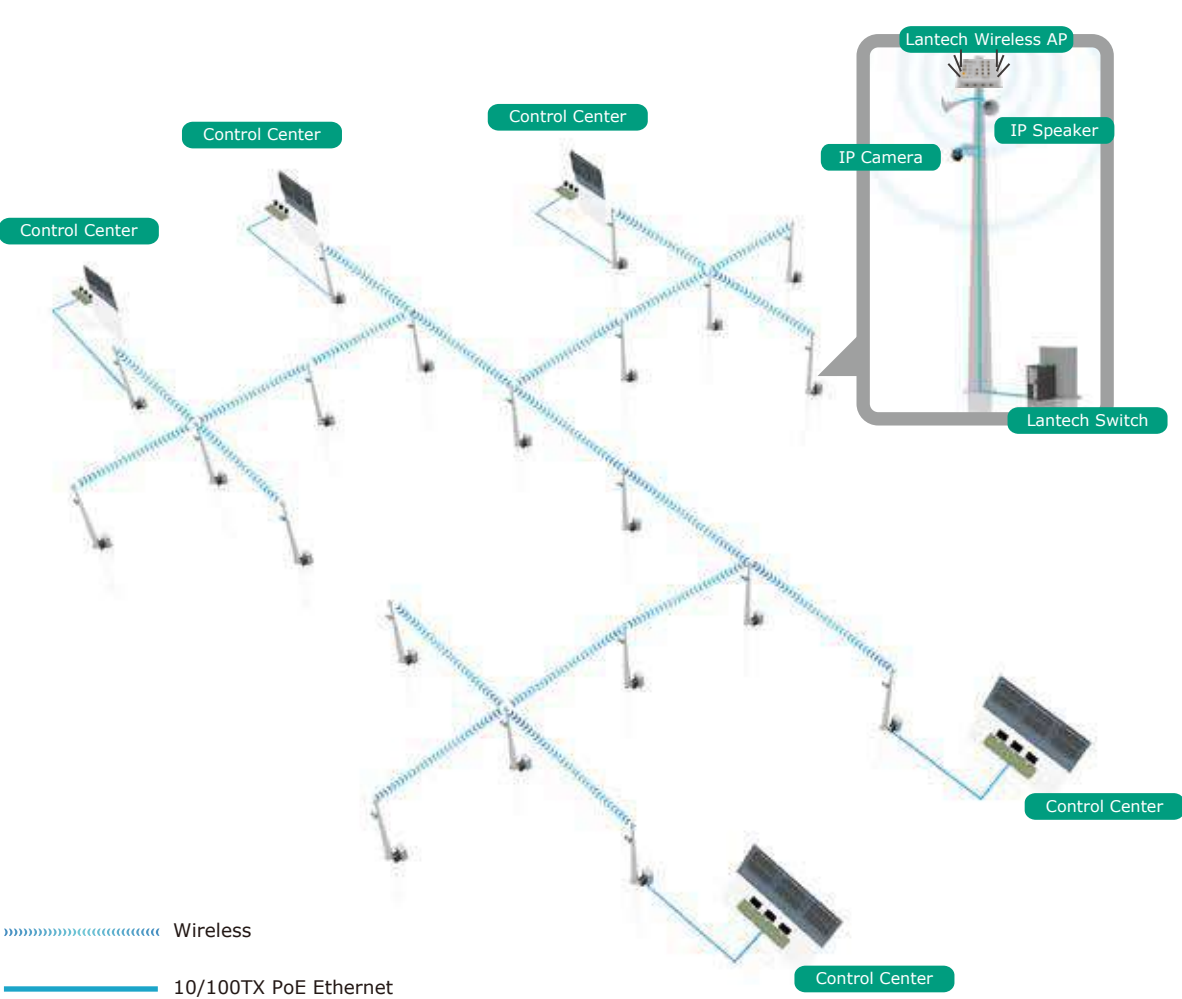 Lantech Wireless AP
Control Center
Control Center
IP Speaker
IP Camera
Control Center
Lantech Switch
Control Center
Wireless
Control Center
10/100TX PoE Ethernet